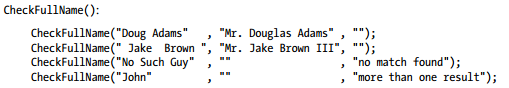 CheckFullName():
CheckFullName("Doug Adams"   , "Mr. Douglas Adams" , "");
CheckFullName(" Jake  Brown ", "Mr. Jake Brown III", "");
CheckFullName("No Such Guy"  , ""                  , "no match found");
CheckFullName("John"         , ""                  , "more than one result");